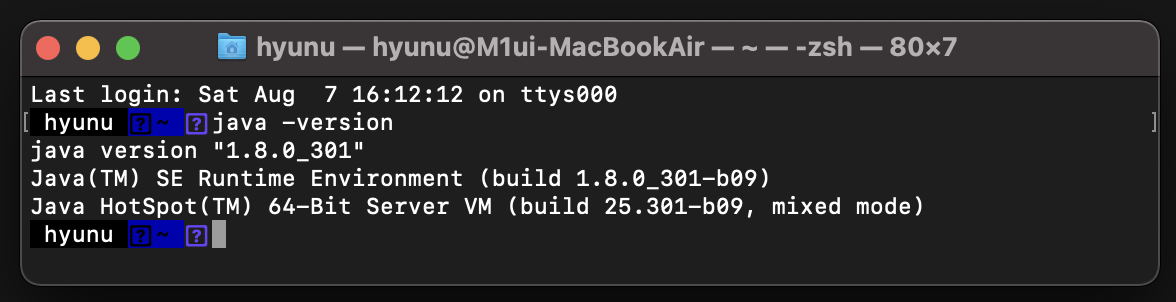 hyunu — hyunu@M1ui-MacBookAir — ~ — -zsh — 80×7
Last login: Sat Aug  7 16:12:12 on ttys000
[ hyunu ? ~ ? java -version ]
java version "1.8.0_301"
Java(TM) SE Runtime Environment (build 1.8.0_301-b09)
Java HotSpot(TM) 64-Bit Server VM (build 25.301-b09, mixed mode)
hyunu ? ~ ?